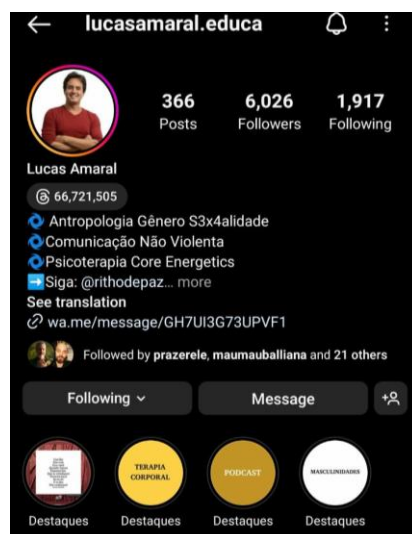 lucasamaral.educa
366 6,026 1,917
Posts Followers Following
Lucas Amaral
66,721,505
Antropologia Gênero S3x4alidade
Comunicação Não Violenta
Psicoterapia Core Energetics
Siga: @rithodepaz... more
See translation
wa.me/message/GH7UI3G73UPVF1
Followed by prazerele, maumauballiana and 21 others
Following Message
TERAPIA
CORPORAL
PODCAST
MASCULINIDADES
Destaques Destaques Destaques Destaques